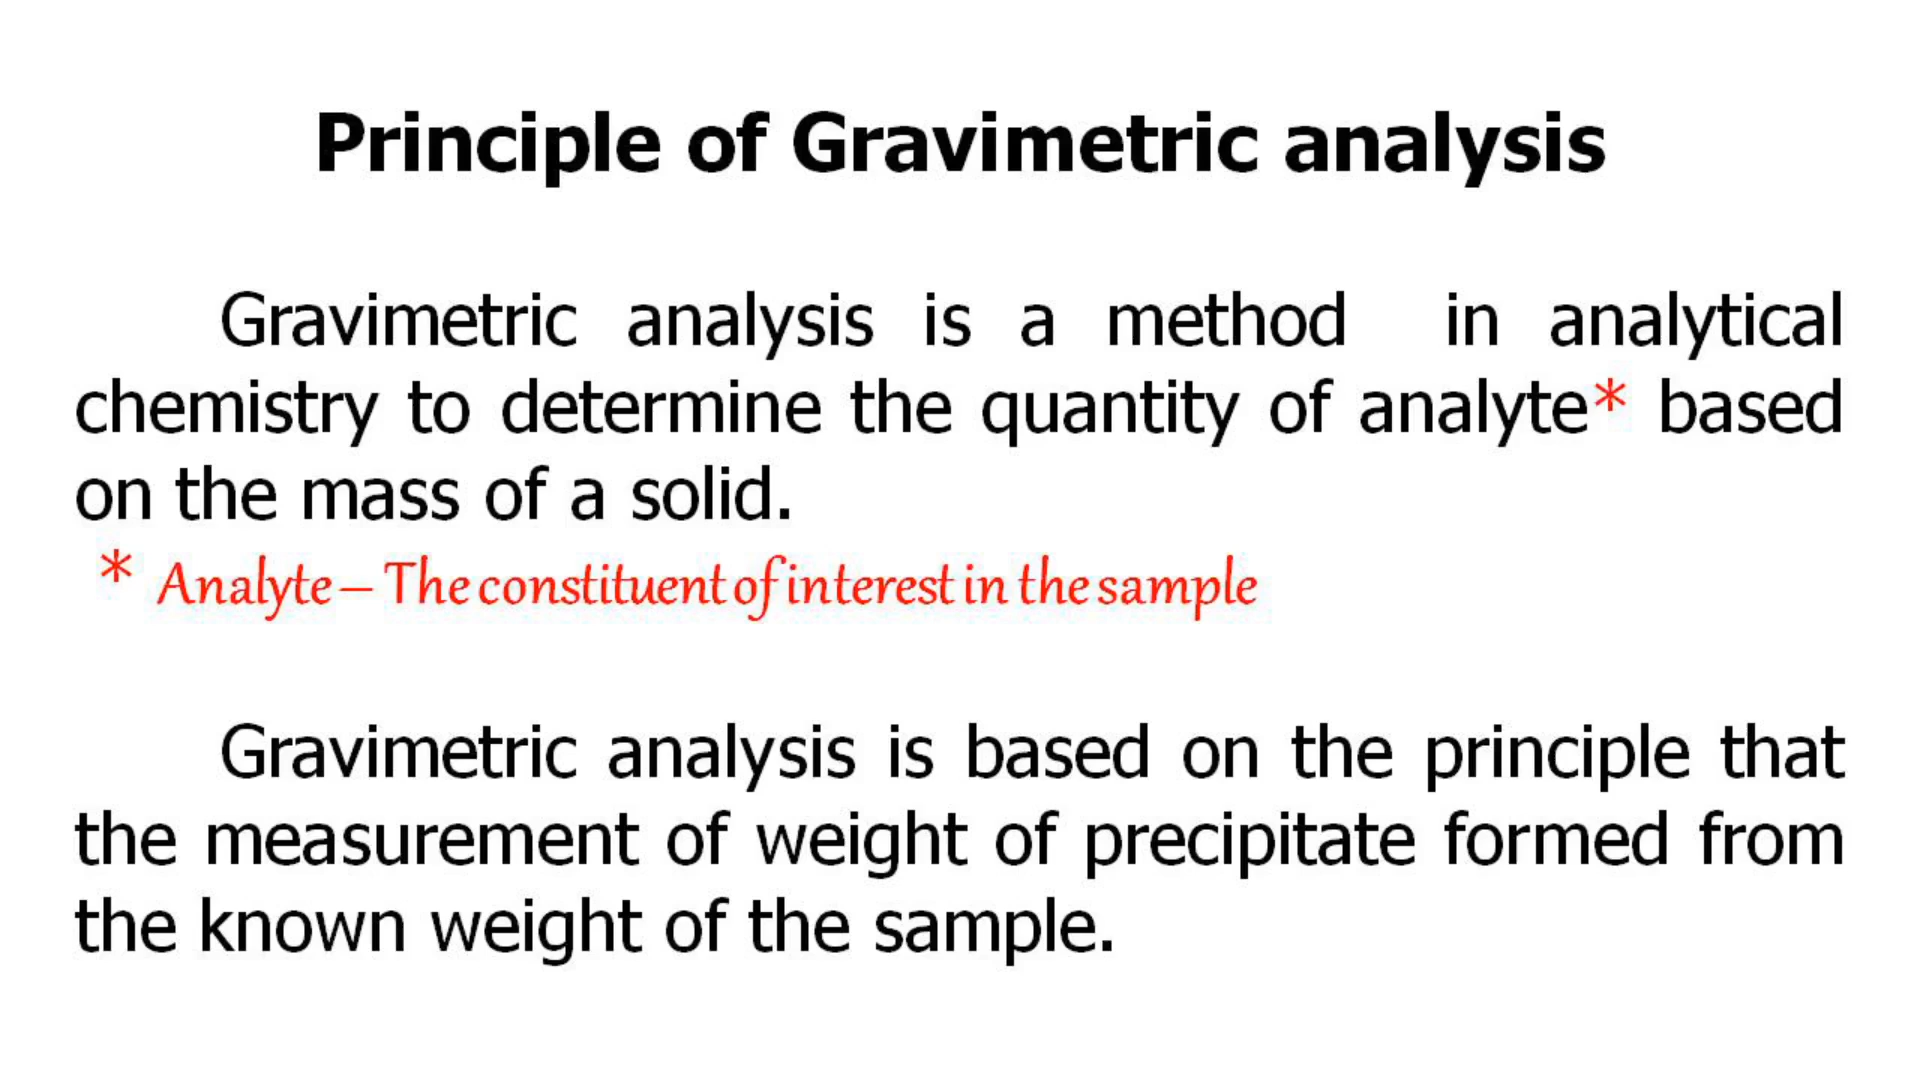 Principle of Gravimetric analysis
Gravimetric analysis is a method in analytical
chemistry to determine the quantity of analyte* based
on the mass of a solid.
* Analyte – The constituent of interest in the sample
Gravimetric analysis is based on the principle that
the measurement of weight of precipitate formed from
the known weight of the sample.